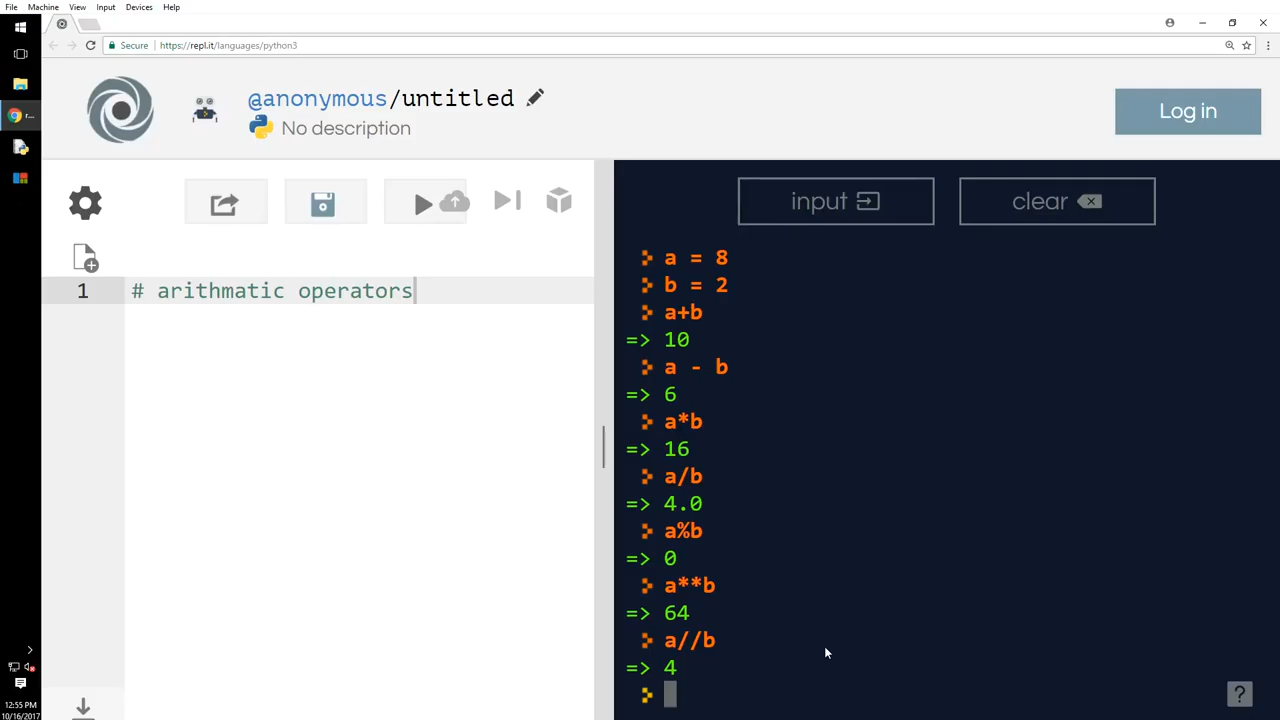 File Machine View Input Devices Help
Secure https://repl.it/languages/python3
@anonymous/untitled
No description
Log in
input
clear
1 # arithmatic operators
a = 8
b = 2
a+b
=> 10
a - b
=> 6
a*b
=> 16
a/b
=> 4.0
a%b
=> 0
a**b
=> 64
a//b
=> 4
?
12:55 PM
10/16/2017